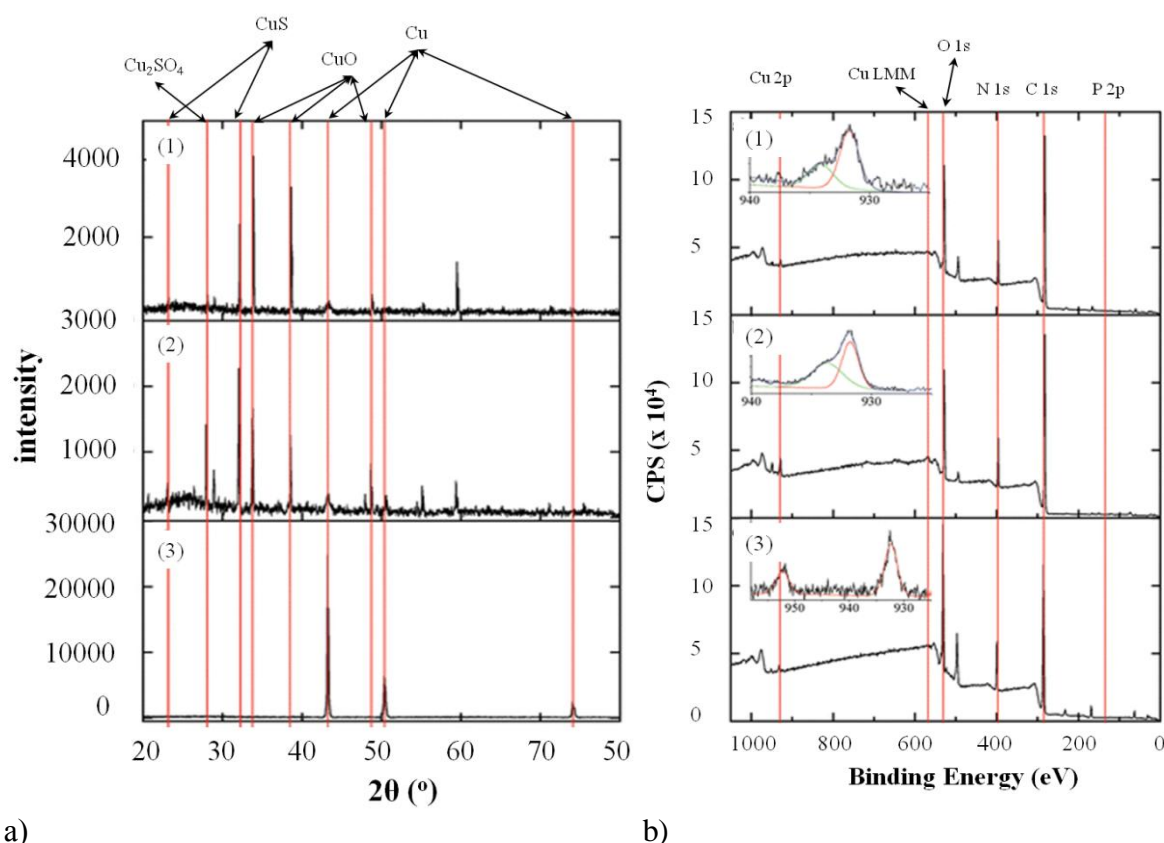 CuS
Cu
CuO
Cu₂SO₄
(1)
4000
2000
3000
(2)
2000
1000
30000
(3)
20000
10000
0
20 30 40 50 60 70 50
intensity
2θ (°)
a)
O 1s
Cu 2p Cu LMM N 1s C 1s P 2p
15
(1)
10
940 930
5
15
(2)
10
940 930
5
15
(3)
10
950 940 930
5
0
1000 800 600 400 200 0
CPS (x 10⁴)
Binding Energy (eV)
b)